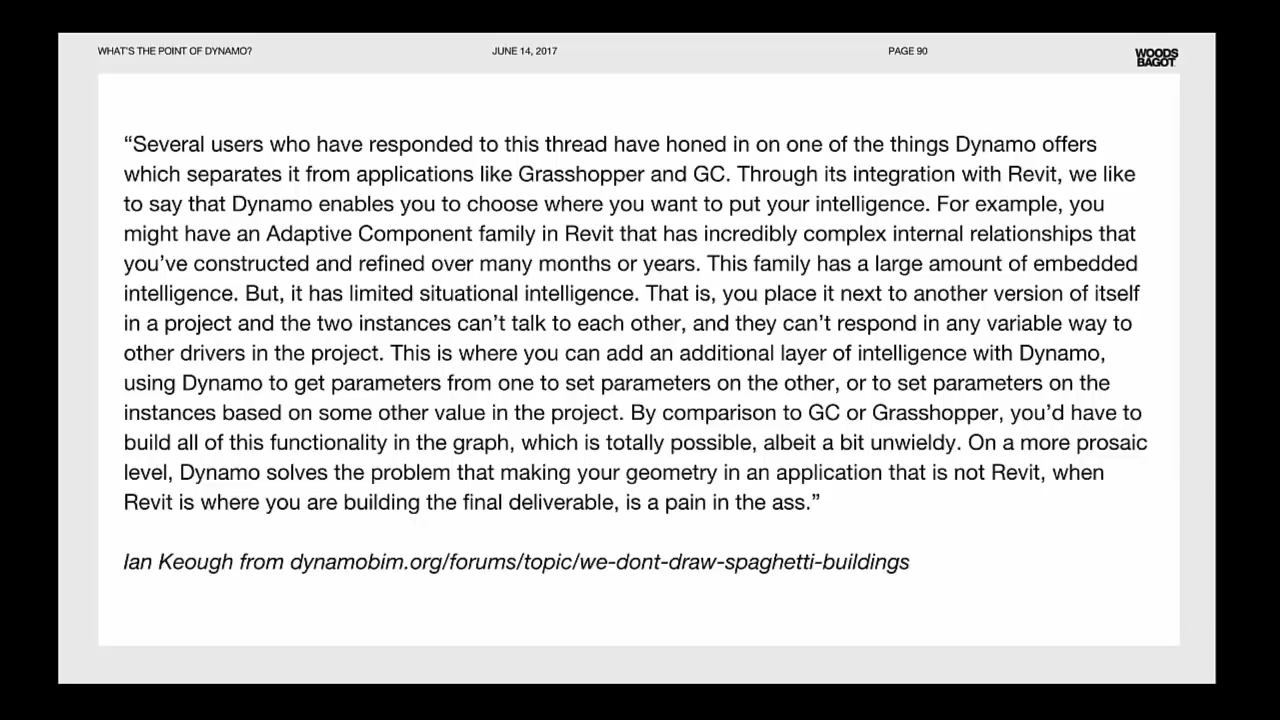 WHAT'S THE POINT OF DYNAMO?
JUNE 14, 2017
PAGE 90
WOODS
BAGOT
“Several users who have responded to this thread have honed in on one of the things Dynamo offers
which separates it from applications like Grasshopper and GC. Through its integration with Revit, we like
to say that Dynamo enables you to choose where you want to put your intelligence. For example, you
might have an Adaptive Component family in Revit that has incredibly complex internal relationships that
you’ve constructed and refined over many months or years. This family has a large amount of embedded
intelligence. But, it has limited situational intelligence. That is, you place it next to another version of itself
in a project and the two instances can’t talk to each other, and they can’t respond in any variable way to
other drivers in the project. This is where you can add an additional layer of intelligence with Dynamo,
using Dynamo to get parameters from one to set parameters on the other, or to set parameters on the
instances based on some other value in the project. By comparison to GC or Grasshopper, you’d have to
build all of this functionality in the graph, which is totally possible, albeit a bit unwieldy. On a more prosaic
level, Dynamo solves the problem that making your geometry in an application that is not Revit, when
Revit is where you are building the final deliverable, is a pain in the ass.”
Ian Keough from dynamobim.org/forums/topic/we-dont-draw-spaghetti-buildings